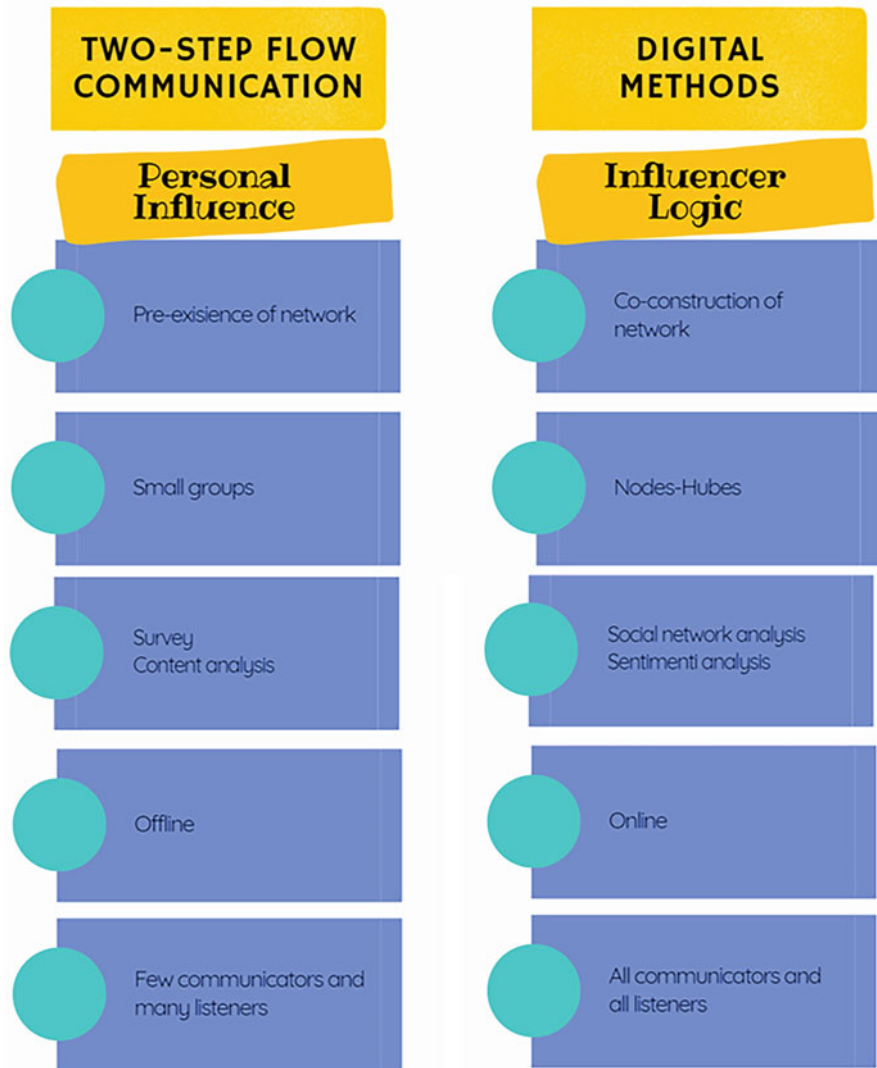 TWO-STEP FLOW
COMMUNICATION
Personal
Influence
Pre-exisience of network
Small groups
Survey
Content analysis
Offline
Few communicators and
many listeners
DIGITAL
METHODS
Influencer
Logic
Co-construction of
network
Nodes-Hubes
Social network analysis
Sentimenti analysis
Online
All communicators and
all listeners